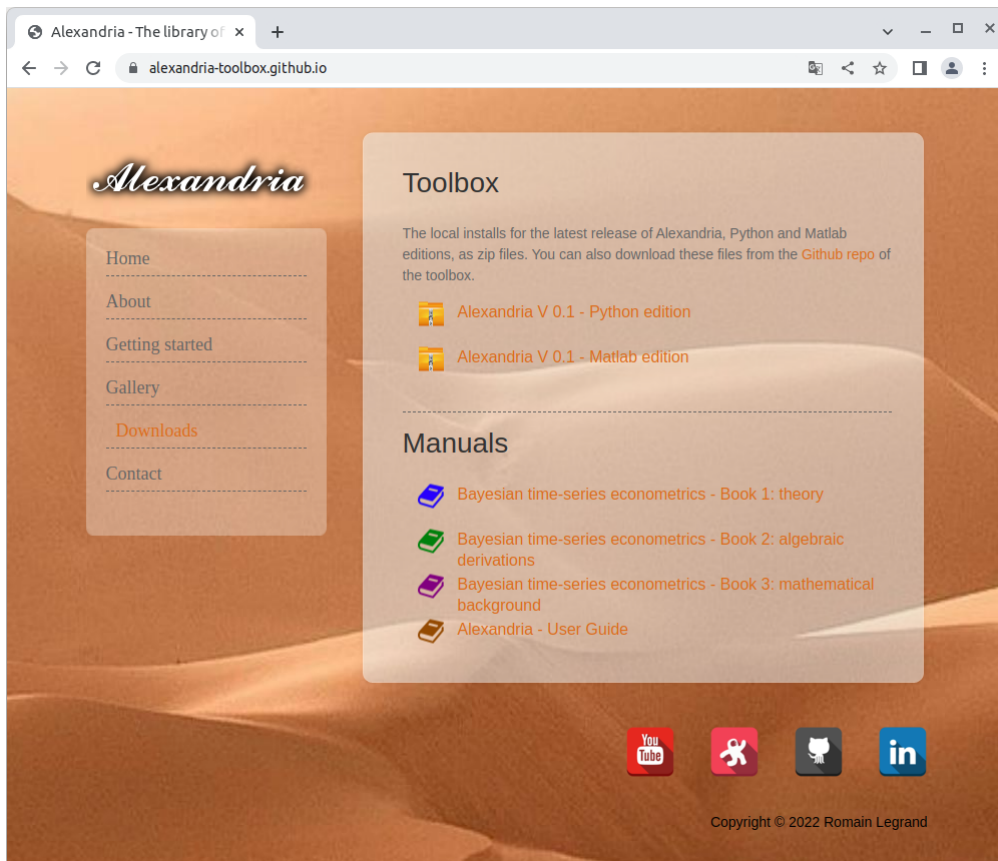 Alexandria - The library of
alexandria-toolbox.github.io
Alexandria
Home
About
Getting started
Gallery
Downloads
Contact
Toolbox
The local installs for the latest release of Alexandria, Python and Matlab
editions, as zip files. You can also download these files from the Github repo of
the toolbox.
Alexandria V 0.1 - Python edition
Alexandria V 0.1 - Matlab edition
Manuals
Bayesian time-series econometrics - Book 1: theory
Bayesian time-series econometrics - Book 2: algebraic
derivations
Bayesian time-series econometrics - Book 3: mathematical
background
Alexandria - User Guide
You
Tube
in
Copyright © 2022 Romain Legrand